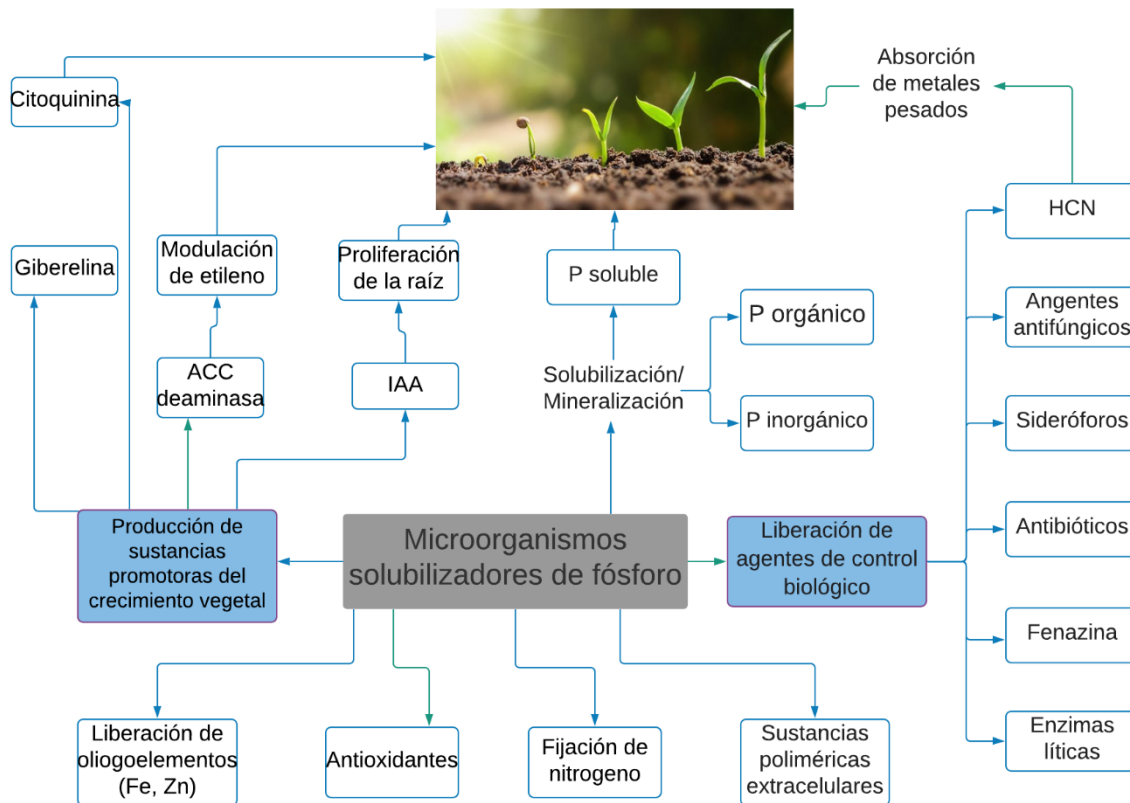 Citoquinina
Absorción
de metales
pesados
HCN
Giberelina
Modulación
de etileno
Proliferación
de la raíz
P soluble
P orgánico
Angentes
antifúngicos
ACC
deaminasa
IAA
Solubilización/
Mineralización
P inorgánico
Sideróforos
Producción de
sustancias
promotoras del
crecimiento vegetal
Microorganismos
solubilizadores de fósforo
Liberación de
agentes de control
biológico
Antibióticos
Fenazina
Liberación de
oliogoelementos
(Fe, Zn)
Antioxidantes
Fijación de
nitrogeno
Sustancias
poliméricas
extracelulares
Enzimas
líticas